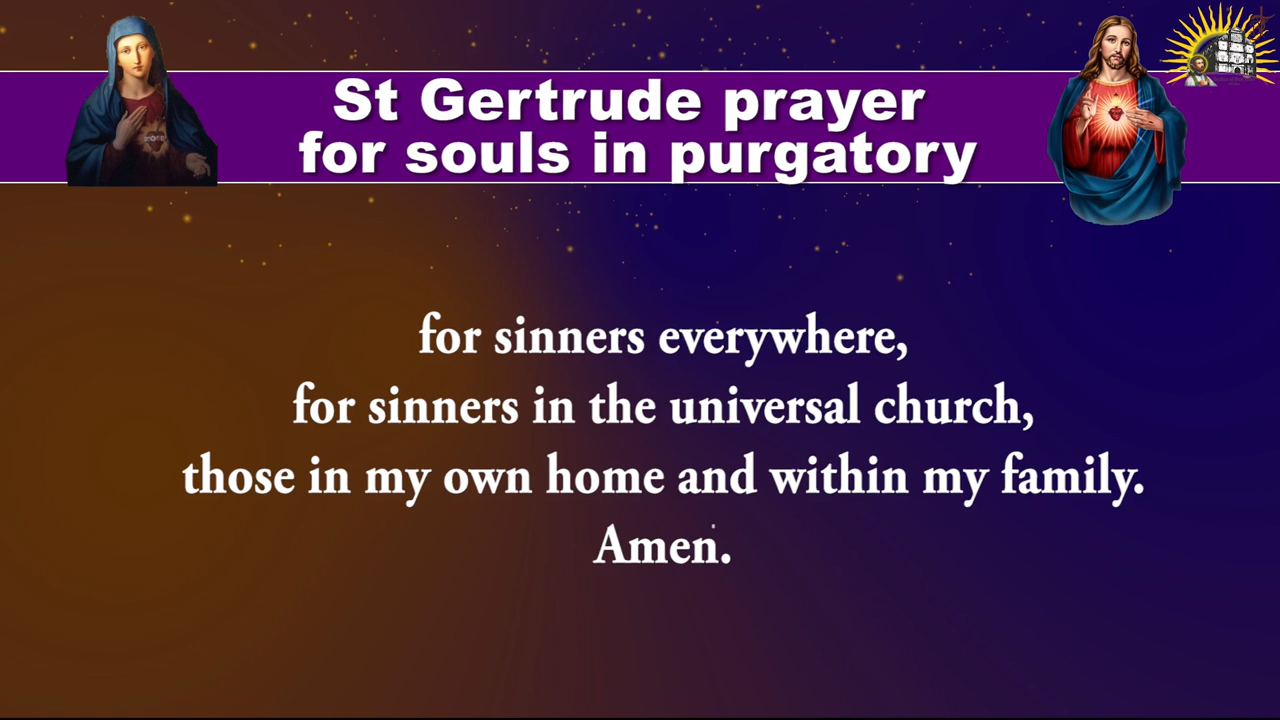 St Gertrude prayer
for souls in purgatory
for sinners everywhere,
for sinners in the universal church,
those in my own home and within my family.
Amen.